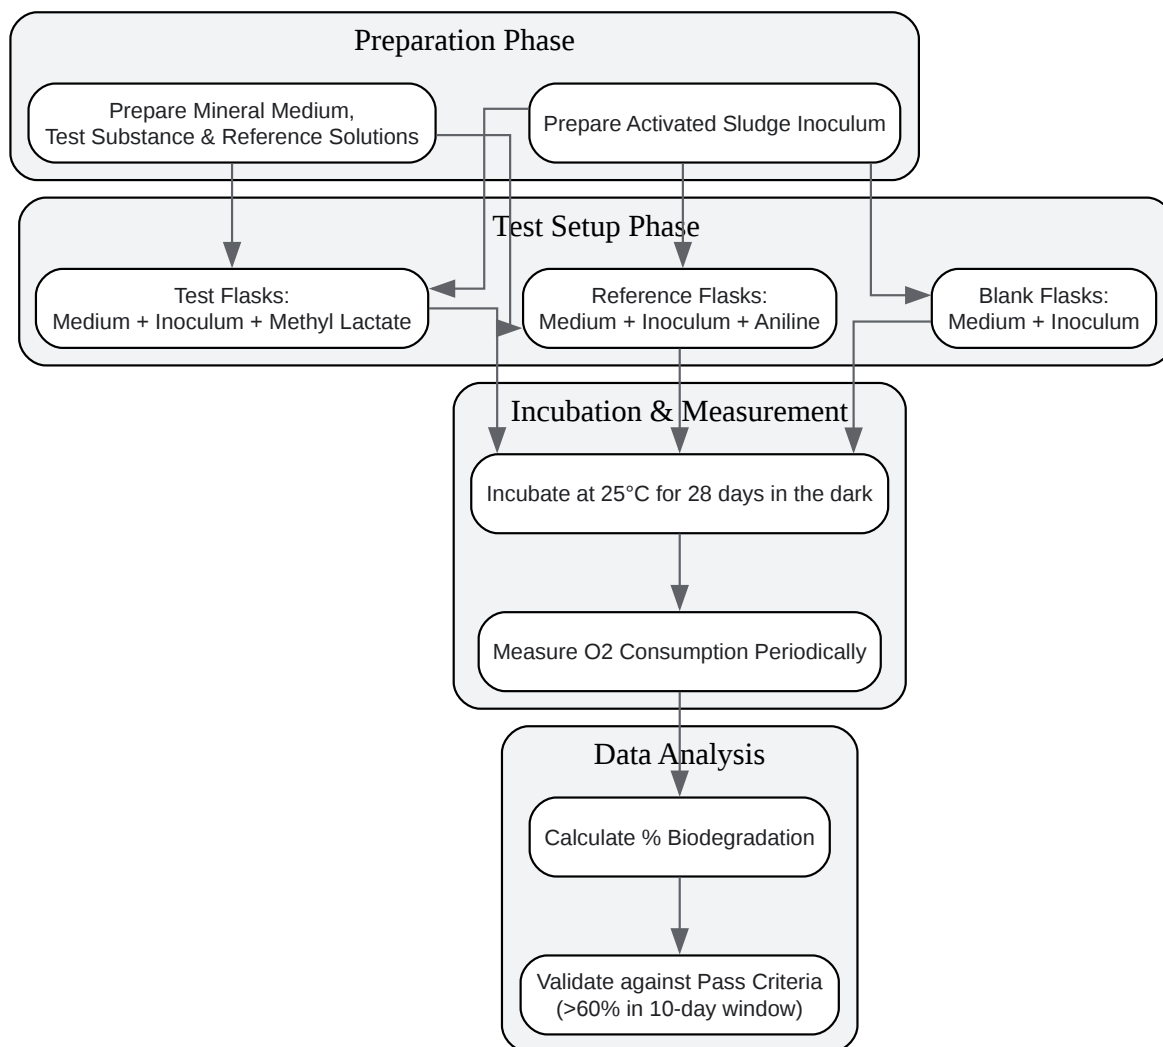 Preparation Phase
Prepare Mineral Medium,
Test Substance & Reference Solutions
Prepare Activated Sludge Inoculum
Test Setup Phase
Test Flasks:
Medium + Inoculum + Methyl Lactate
Reference Flasks:
Medium + Inoculum + Aniline
Blank Flasks:
Medium + Inoculum
Incubation & Measurement
Incubate at 25°C for 28 days in the dark
Measure O2 Consumption Periodically
Data Analysis
Calculate % Biodegradation
Validate against Pass Criteria
(>60% in 10-day window)